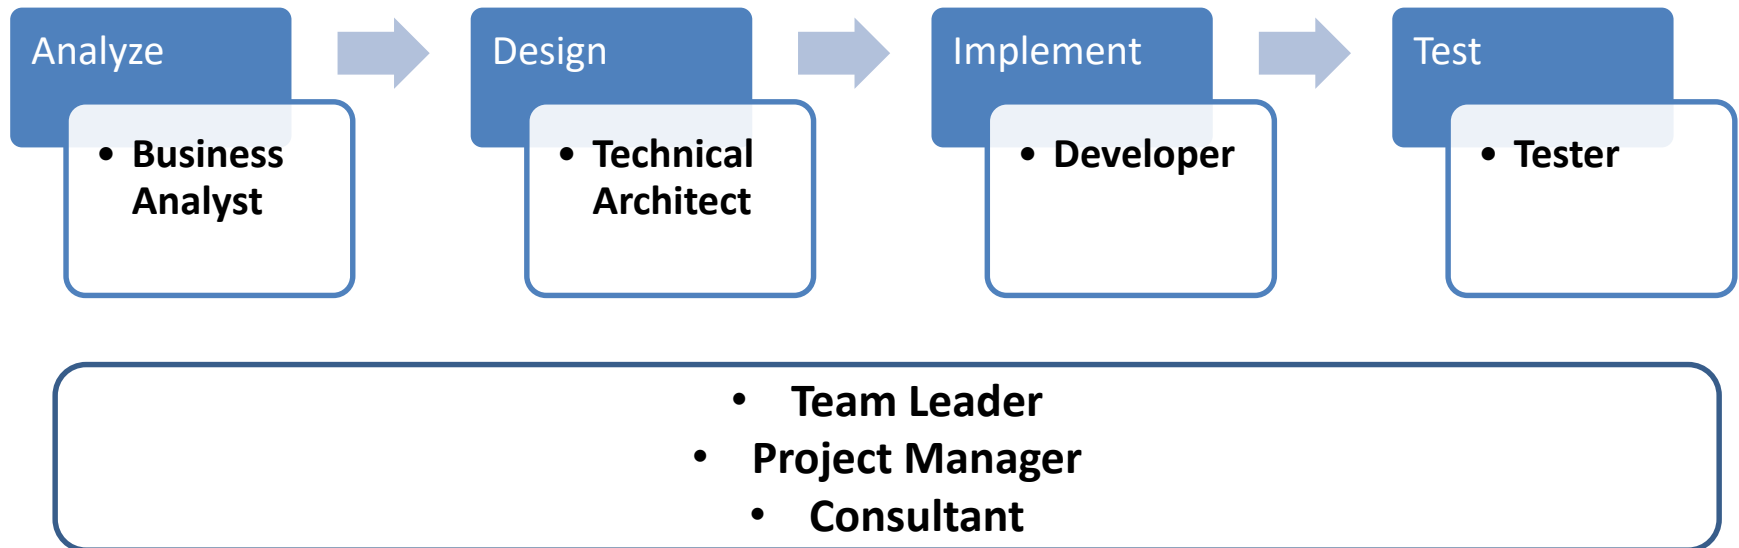 Analyze
• Business
Analyst
Design
• Technical
Architect
Implement
• Developer
Test
• Tester
• Team Leader
• Project Manager
• Consultant